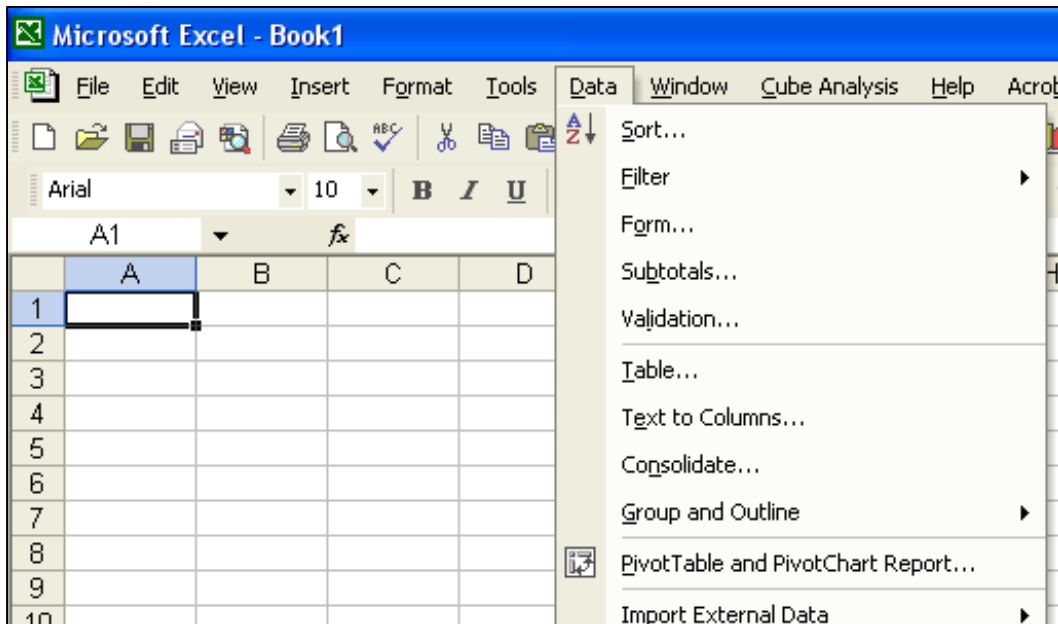 Microsoft Excel - Book1
File Edit View Insert Format Tools Data Window Cube Analysis Help
ABC
Arial 10 B I U
A1 fx
A B C D
1
2
3
4
5
6
7
8
9
10
A Z Sort...
Filter
Form...
Subtotals...
Validation...
Table...
Text to Columns...
Consolidate...
Group and Outline
PivotTable and PivotChart Report...
Import External Data